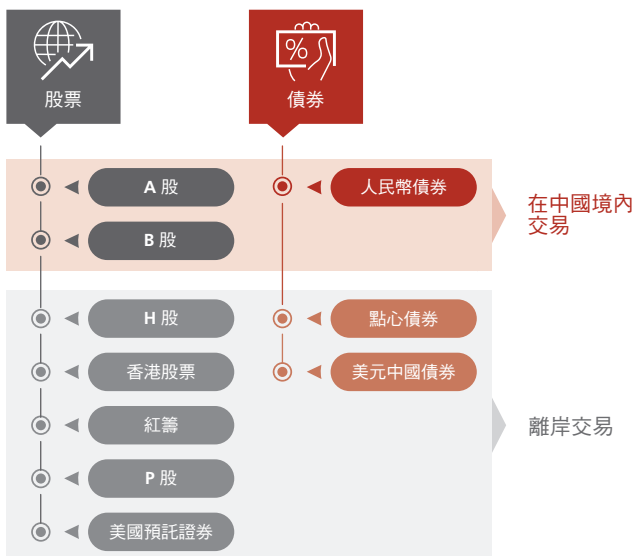 股票
債券
%
A 股
人民幣債券
B 股
在中國境內
交易
H 股
點心債券
香港股票
美元中國債券
紅籌
離岸交易
P 股
美國預託證券